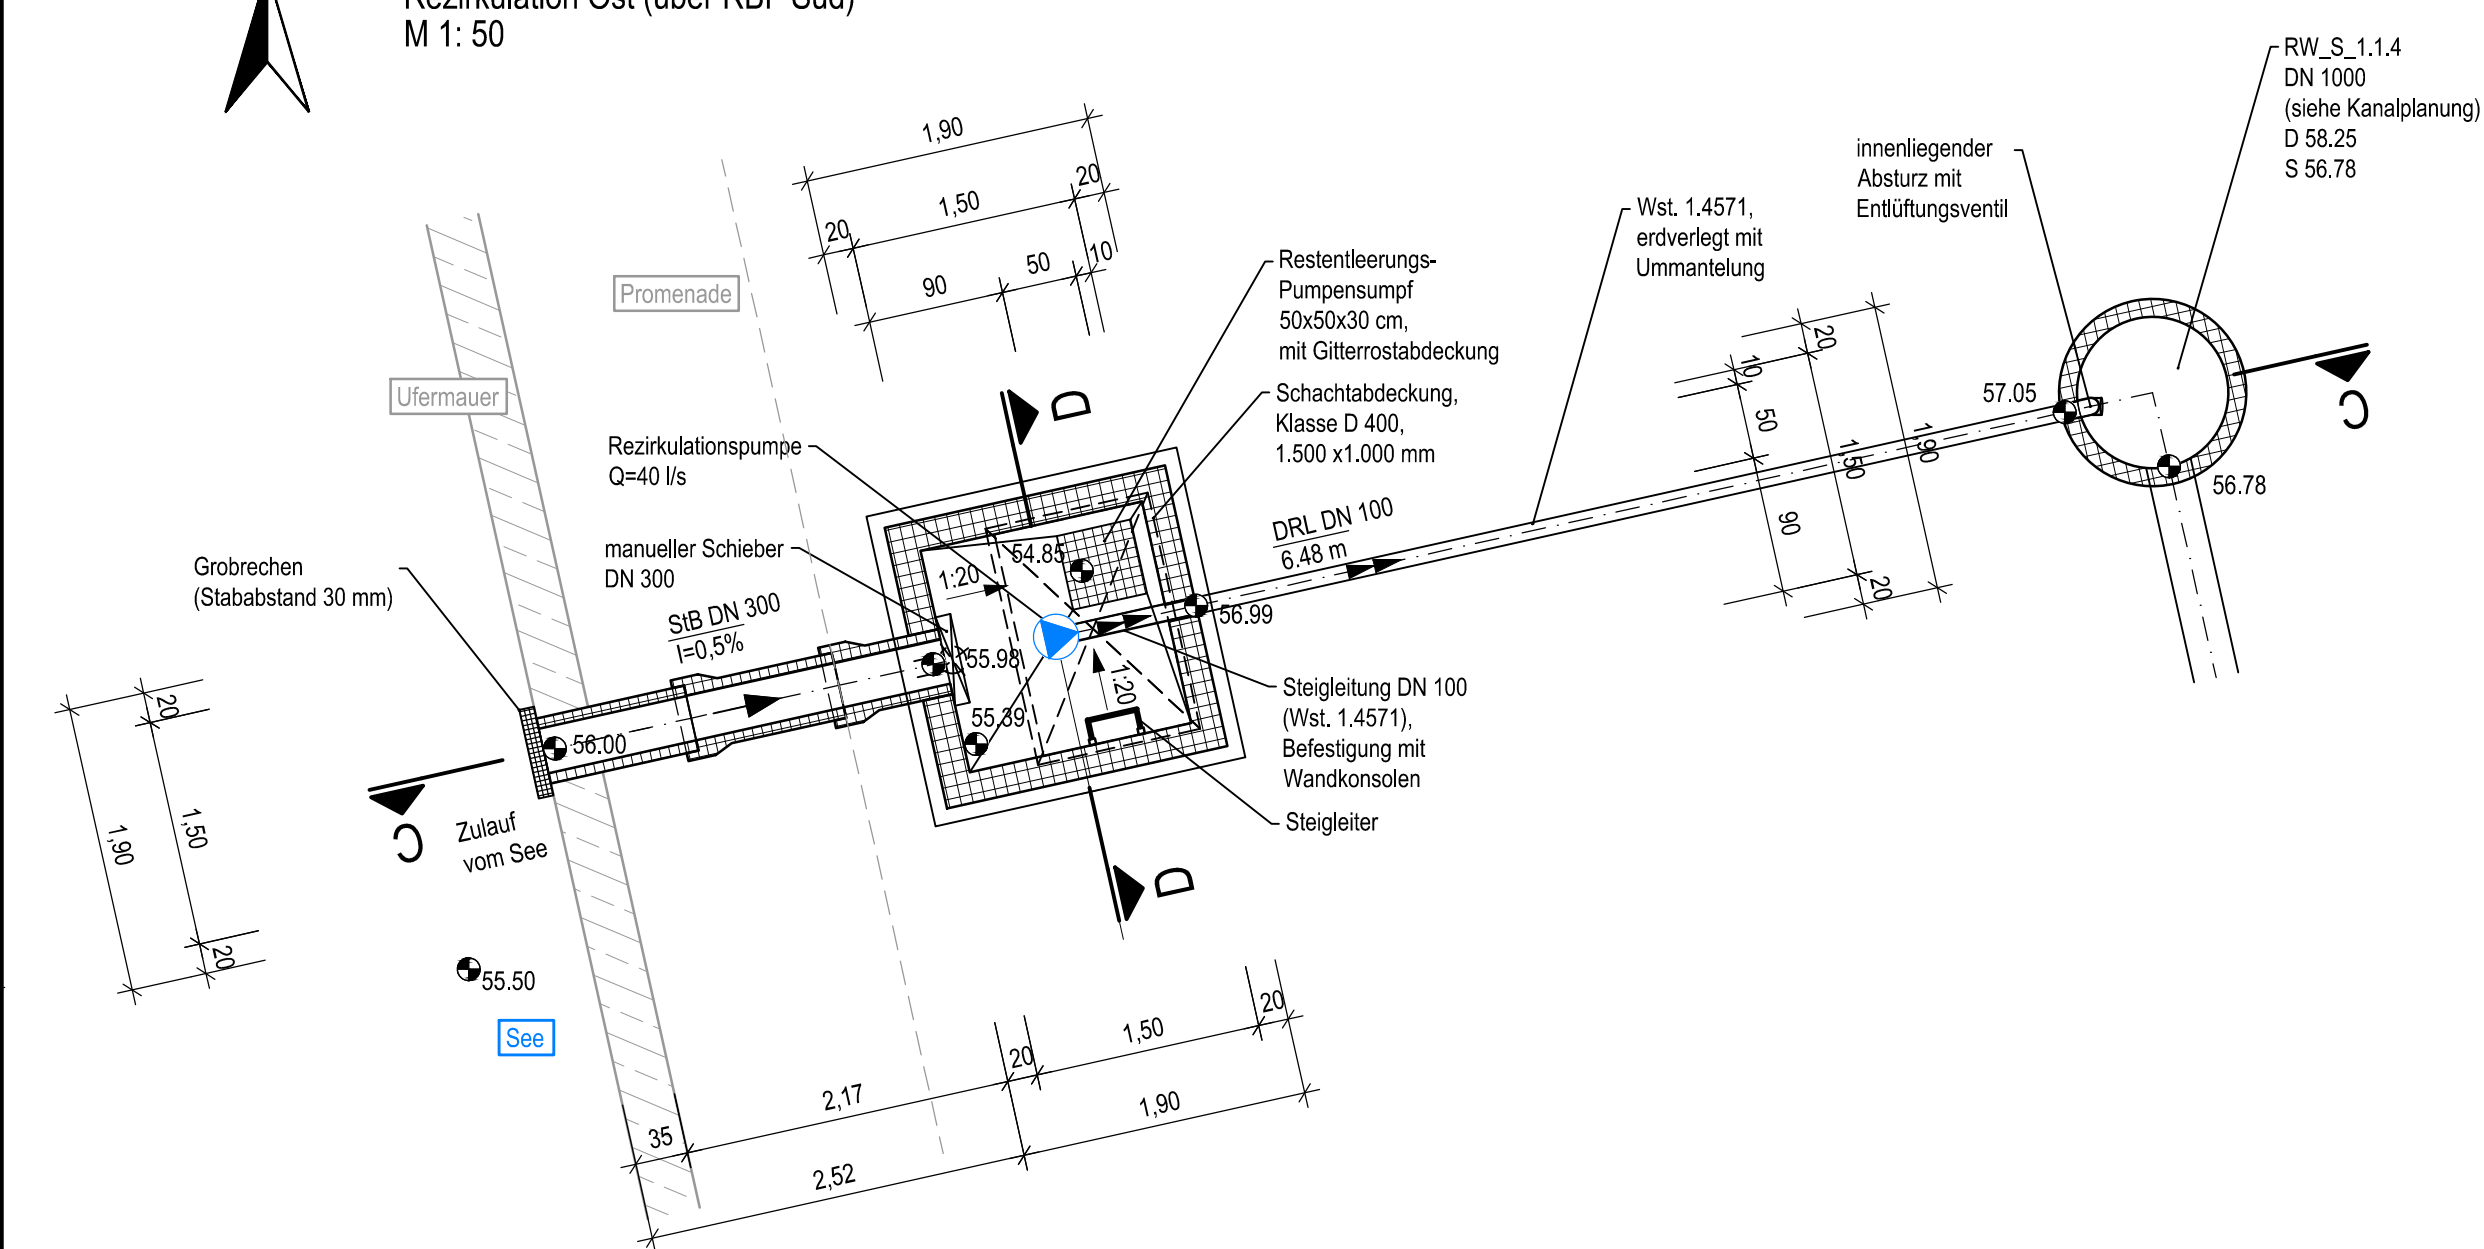 Rezirkulation Ost (über RBF Süd)
M 1: 50
RW_S_1.1.4
DN 1000
(siehe Kanalplanung)
D 58.25
S 56.78
innenliegender
Absturz mit
Entlüftungsventil
Wst. 1.4571,
erdverlegt mit
Ummantelung
Restentleerungs-
Pumpensumpf
50x50x30 cm,
mit Gitterrostabdeckung
Schachtabdeckung,
Klasse D 400,
1.500 x1.000 mm
Promenade
Ufermauer
Rezirkulationspumpe
Q=40 l/s
manueller Schieber
DN 300
Grobrechen
(Stababstand 30 mm)
StB DN 300
I=0,5%
DRL DN 100
6.48 m
Steigleitung DN 100
(Wst. 1.4571),
Befestigung mit
Wandkonsolen
Steigleiter
Zulauf
vom See
See
1,90
1,50
20
20
90
50
10
20
10
50
90
1,50
1,90
20
57.05
56.78
56.99
54.85
1:20
1:20
55.98
55.39
56.00
55.50
D
D
C
C
20
1,50
1,90
20
35
2,17
20
1,50
20
2,52
1,90